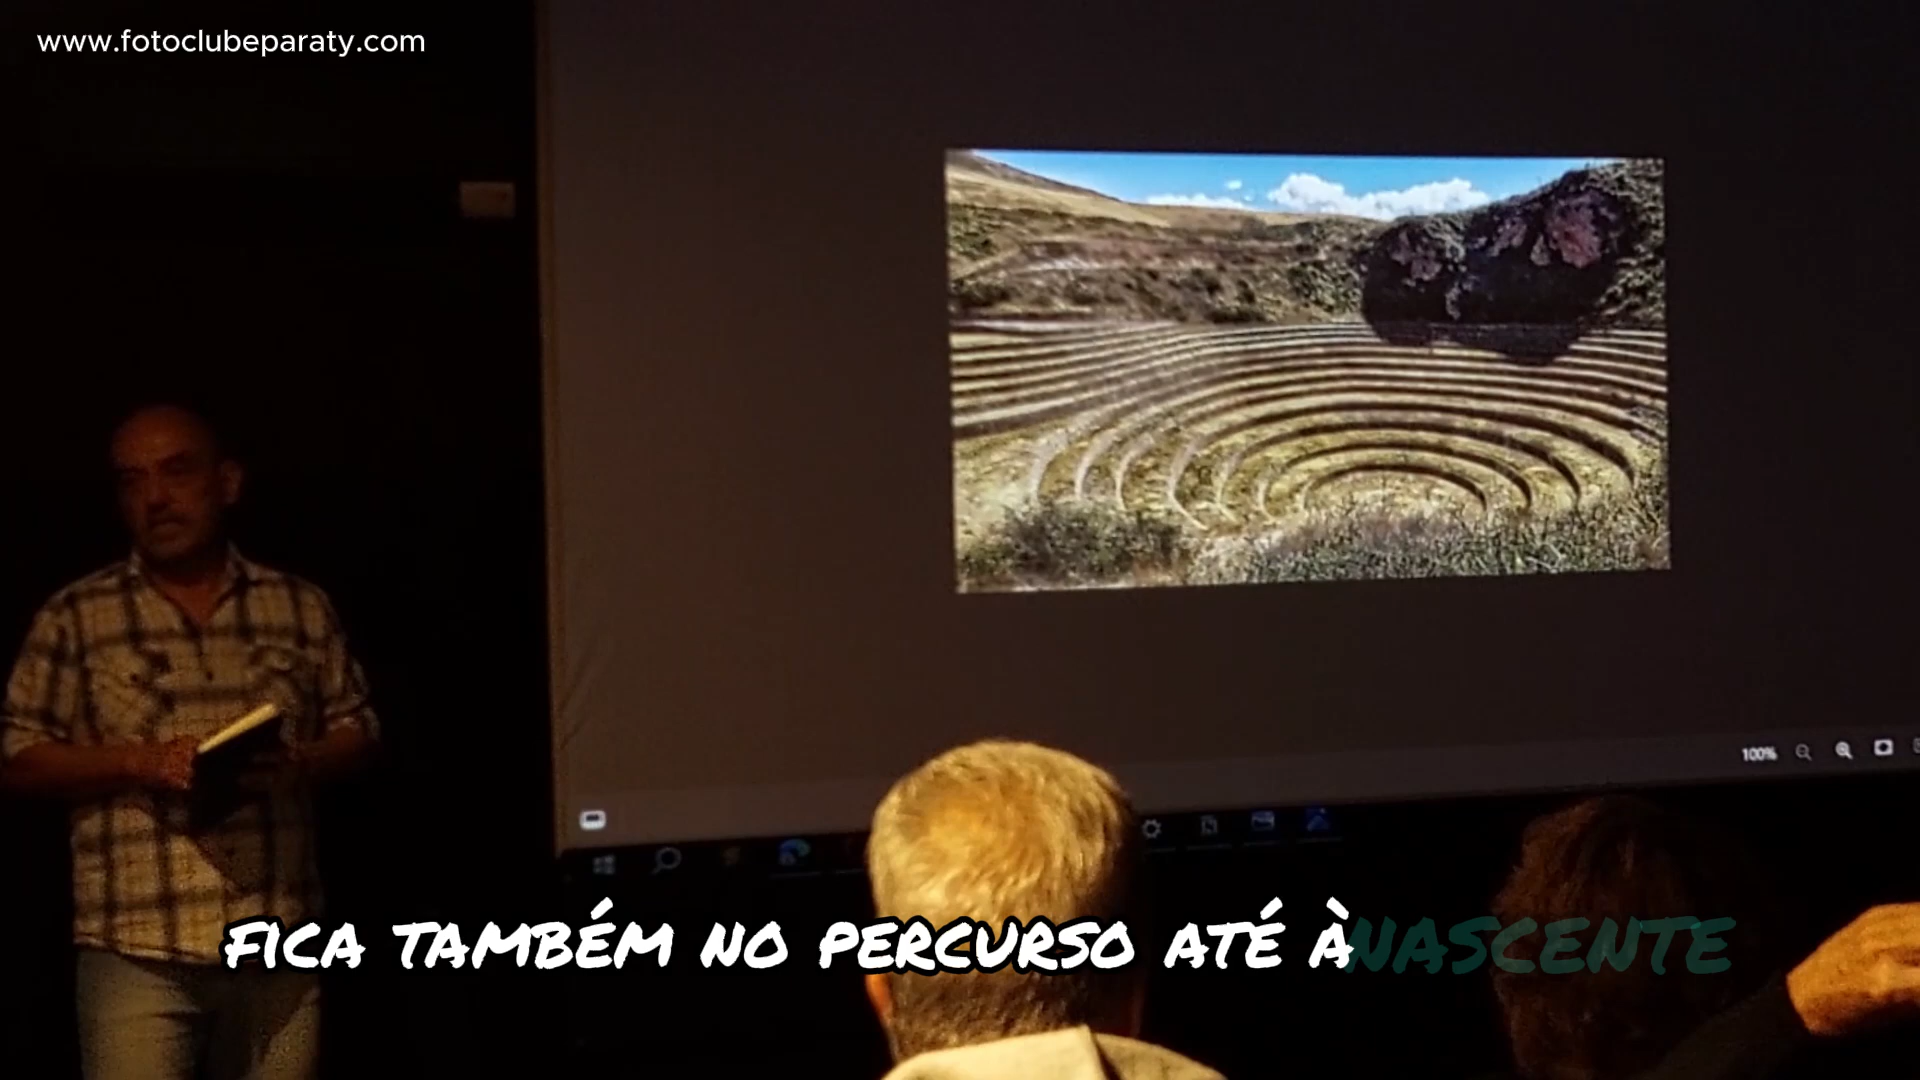 www.fotoclubeparaty.com
100%
FICA TAMBÉM NO PERCURSO ATÉ À NASCENTE